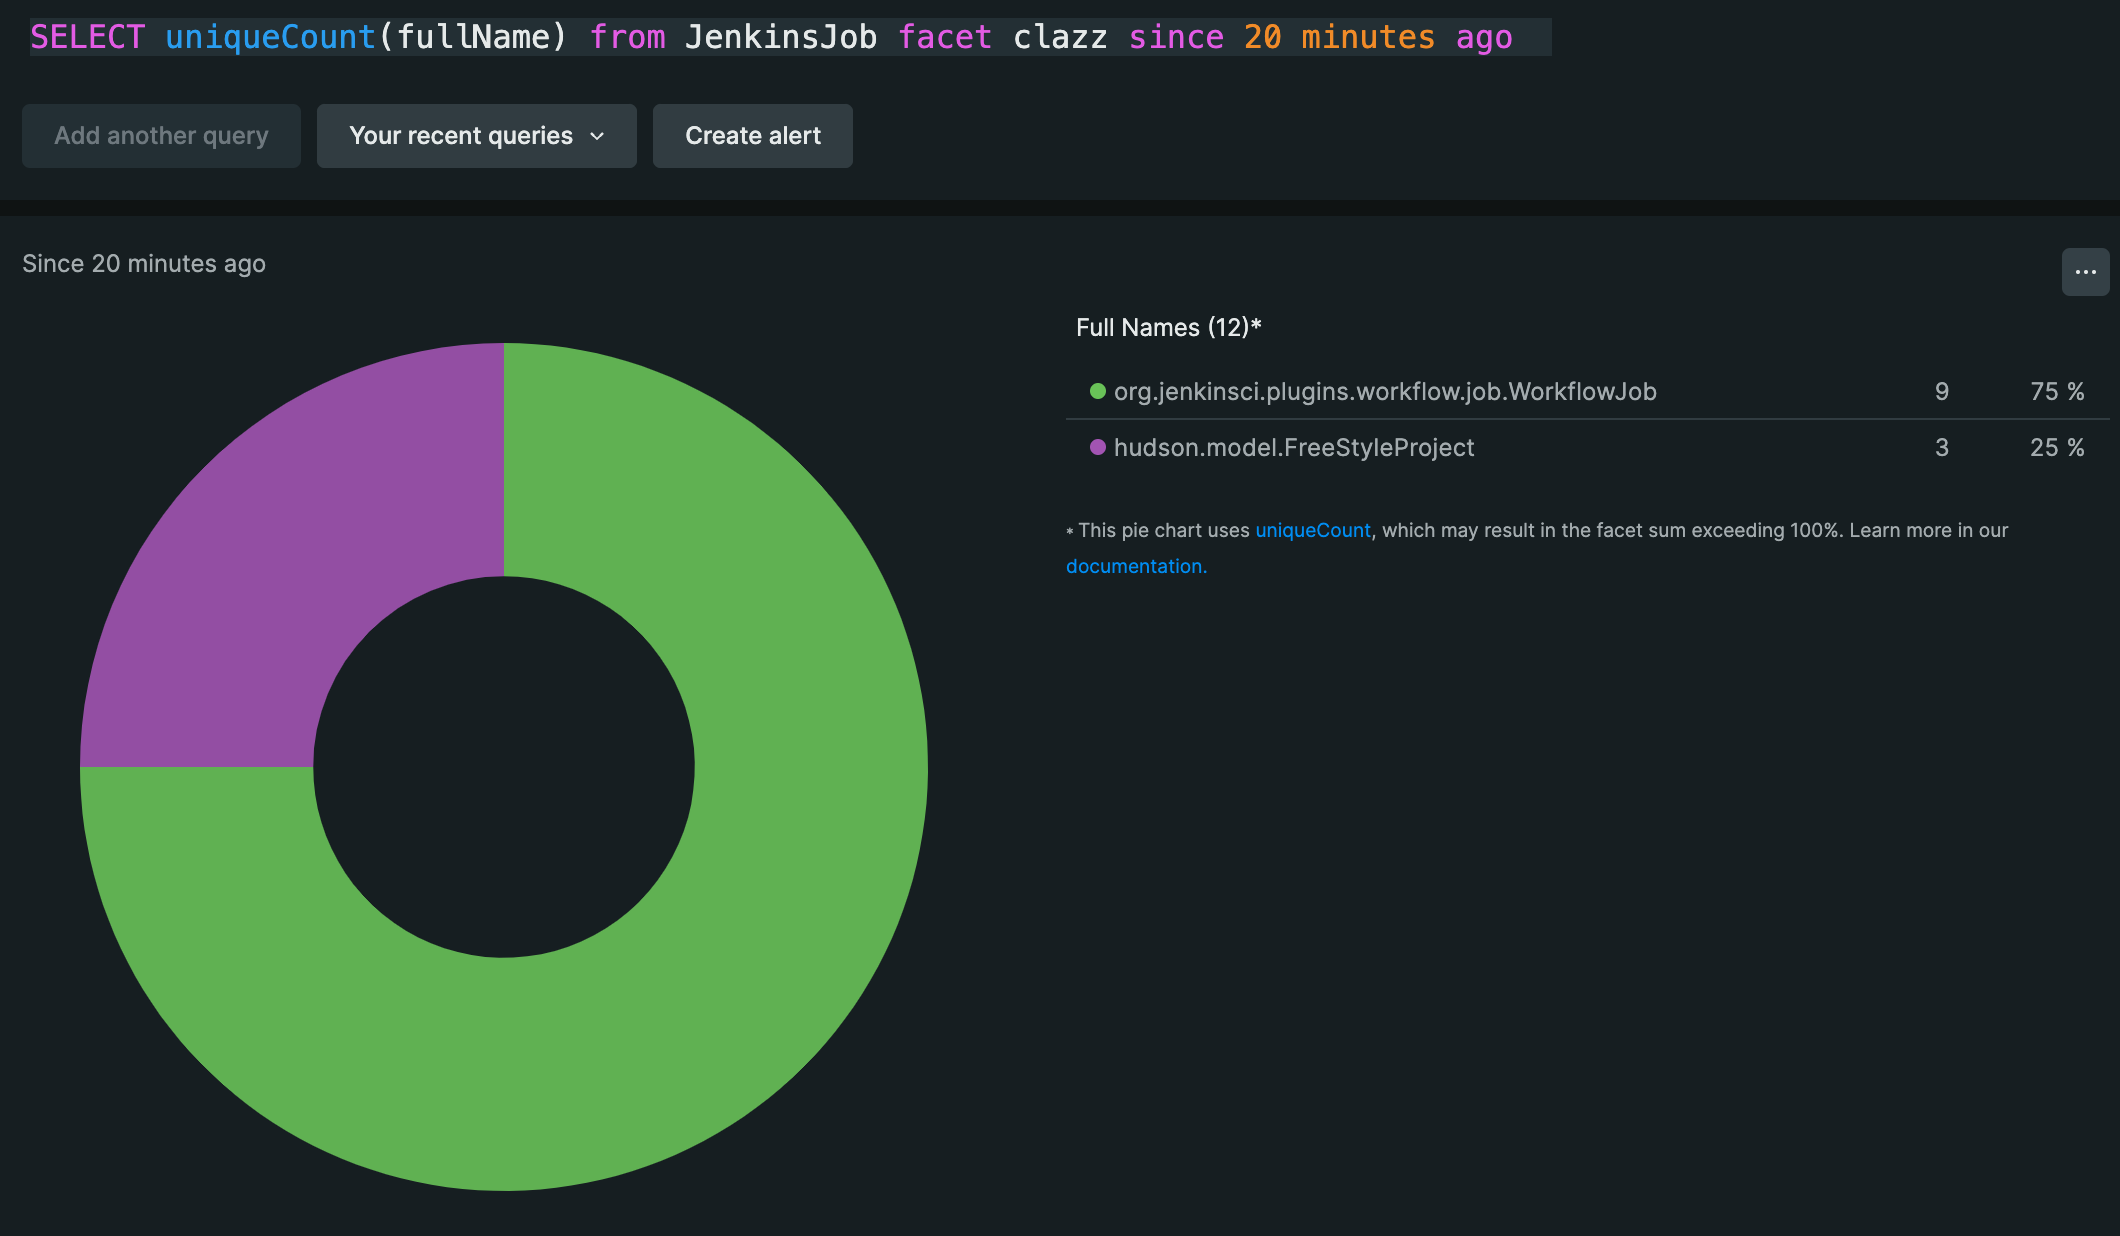 SELECT uniqueCount(fullName) from JenkinsJob facet clazz since 20 minutes ago
Add another query
Your recent queries
Create alert
Since 20 minutes ago
Full Names (12)*
org.jenkinsci.plugins.workflow.job.WorkflowJob 9 75 %
hudson.model.FreeStyleProject 3 25 %
* This pie chart uses uniqueCount, which may result in the facet sum exceeding 100%. Learn more in our
documentation.